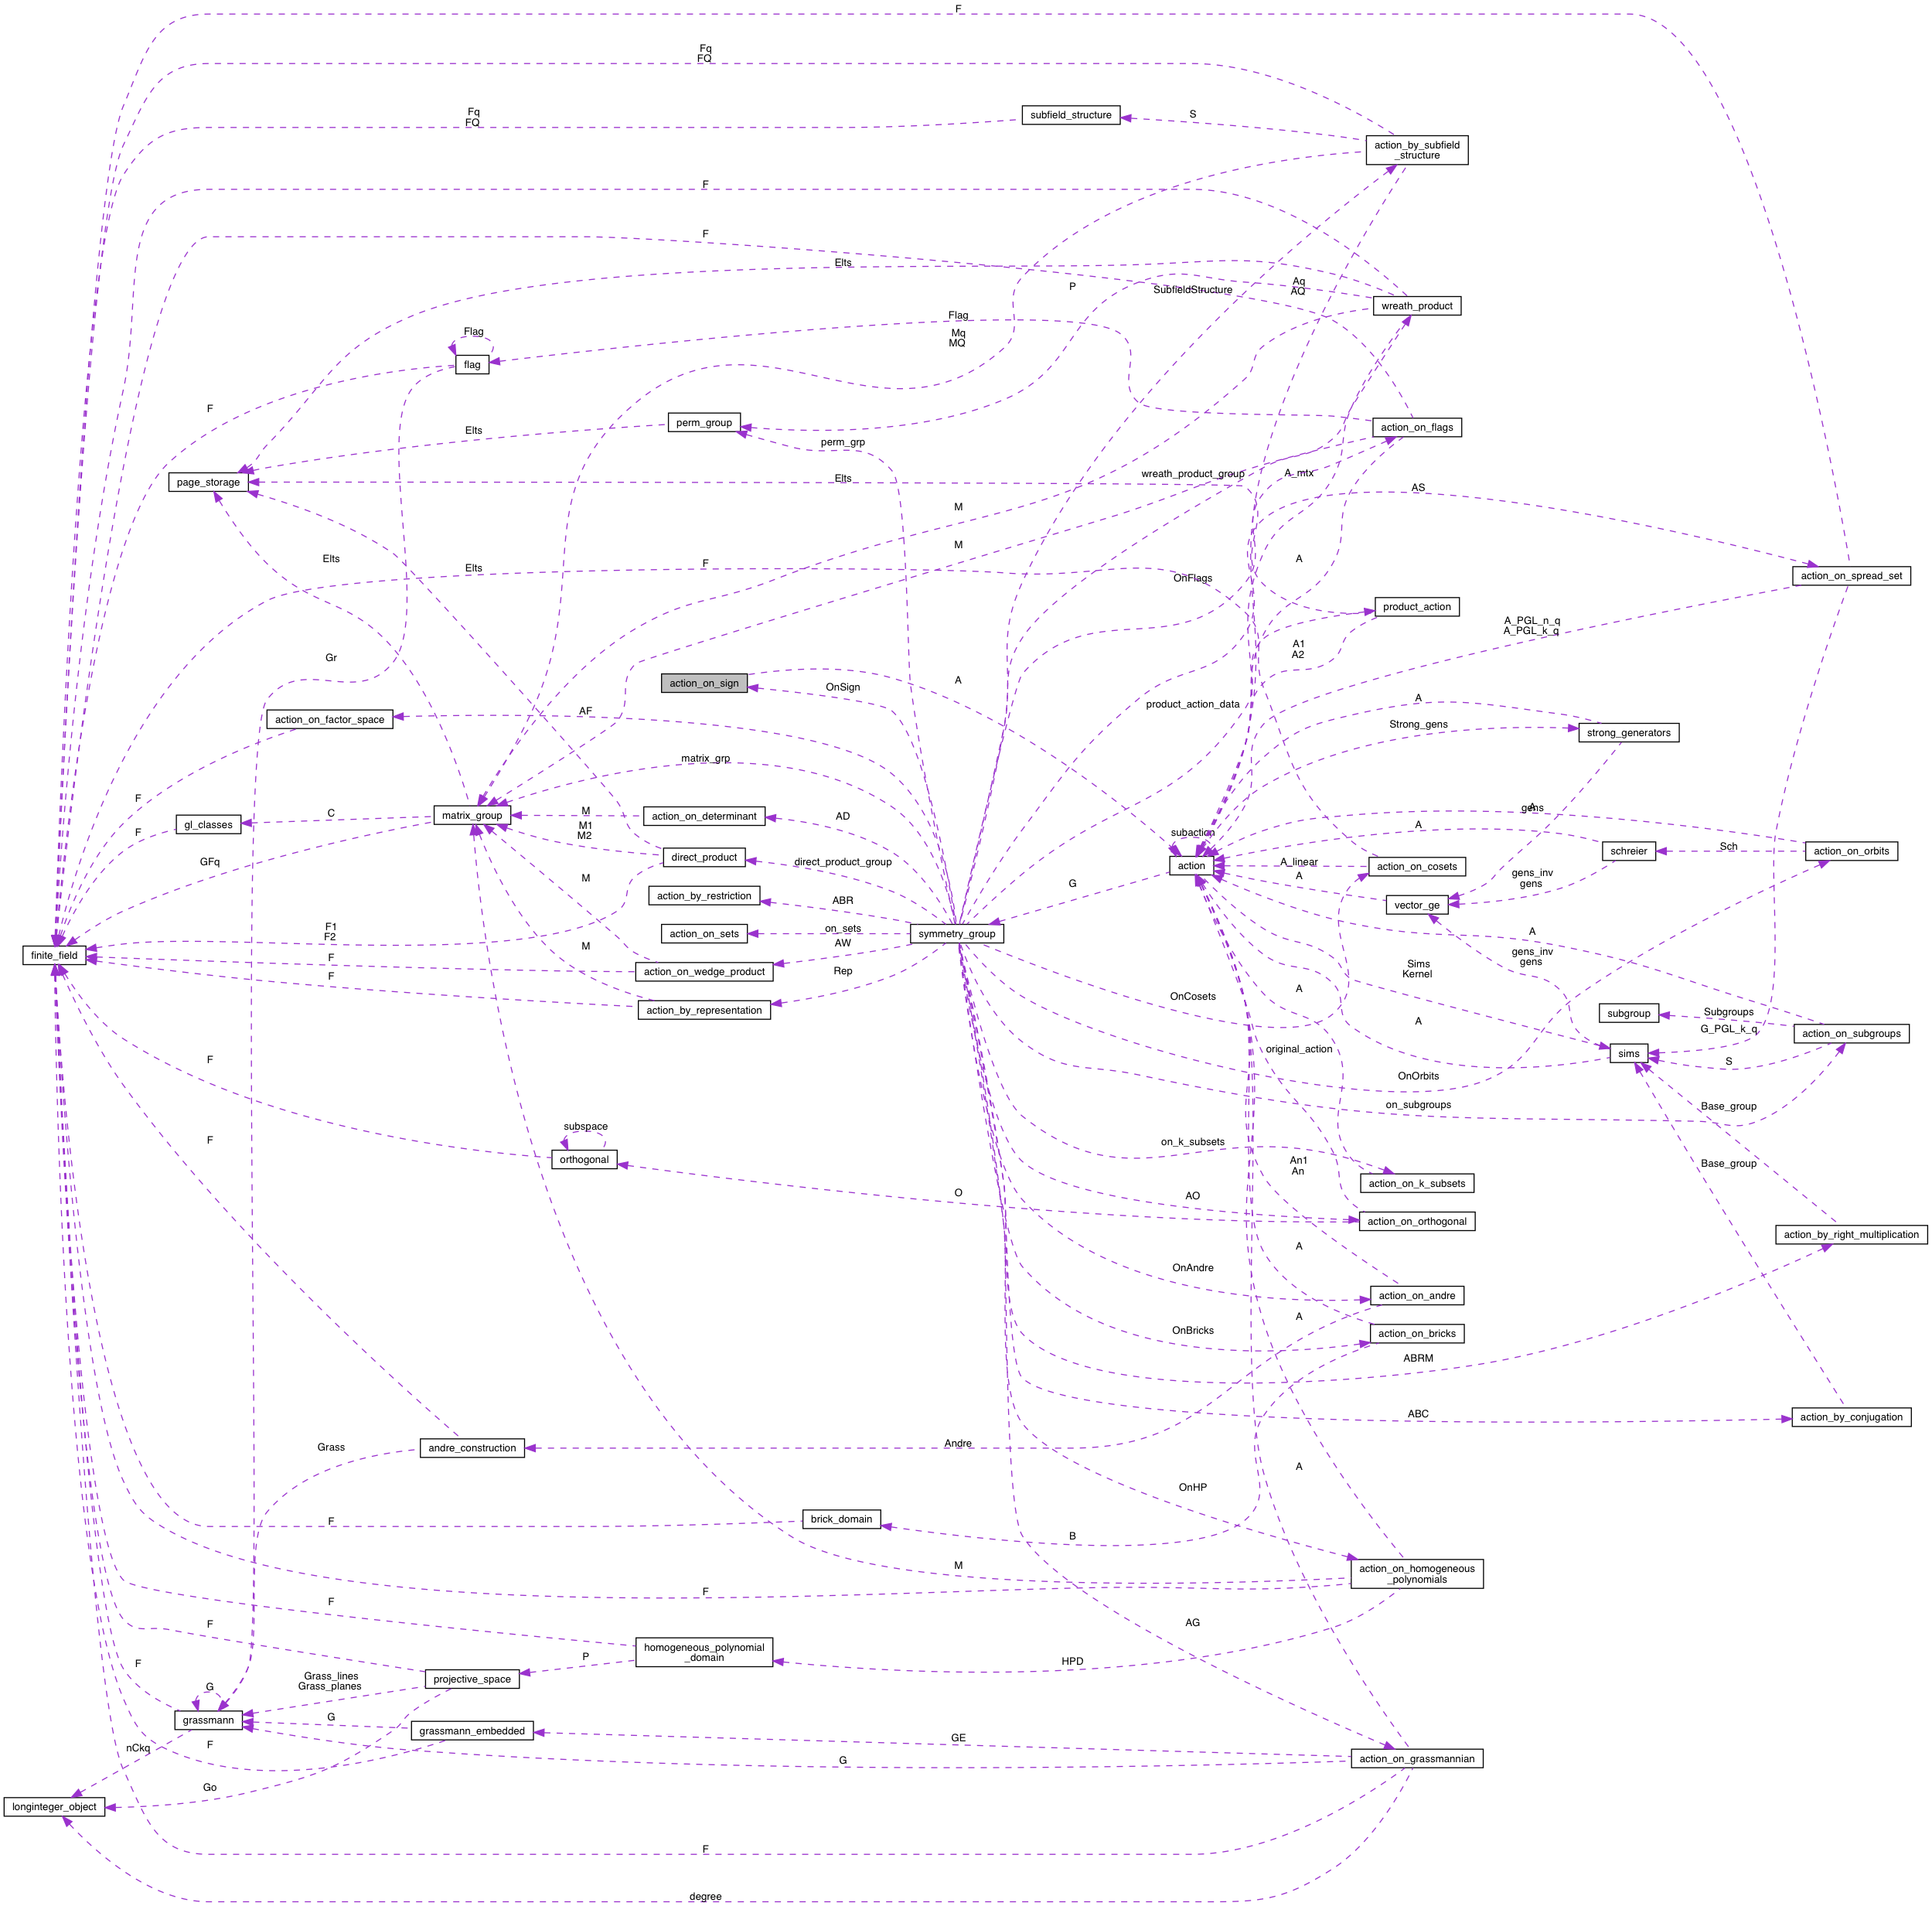 F
Fq
FQ
Fq
FQ
subfield_structure
S
action_by_subfield
_structure
F
F
Elts
P
SubfieldStructure
Aq
AQ
wreath_product
Flag
Flag
Mq
MQ
flag
F
perm_group
Elts
perm_grp
action_on_flags
page_storage
Elts
wreath_product_group
A_mtx
AS
M
M
Elts
Elts
F
OnFlags
A
action_on_spread_set
product_action
A_PGL_n_q
A_PGL_k_q
Gr
A1
A2
action_on_sign
OnSign
A
action_on_factor_space
AF
product_action_data
A
Strong_gens
strong_generators
matrix_grp
F
C
matrix_group
M
action_on_determinant
AD
gens
A
gl_classes
F
M1
M2
subaction
A
GFq
direct_product
direct_product_group
action
A_linear
action_on_cosets
schreier
Sch
action_on_orbits
M
action_by_restriction
ABR
G
A
vector_ge
gens_inv
gens
F1
F2
action_on_sets
on_sets
symmetry_group
A
finite_field
F
M
action_on_wedge_product
AW
Sims
Kernel
gens_inv
gens
F
action_by_representation
Rep
OnCosets
A
subgroup
Subgroups
A
G_PGL_k_q
action_on_subgroups
F
original_action
sims
S
OnOrbits
on_subgroups
Base_group
subspace
F
orthogonal
on_k_subsets
An1
An
Base_group
action_on_k_subsets
O
AO
action_on_orthogonal
action_by_right_multiplication
A
OnAndre
action_on_andre
A
OnBricks
action_on_bricks
ABRM
ABC
action_by_conjugation
Grass
andre_construction
Andre
A
OnHP
F
brick_domain
B
M
action_on_homogeneous
_polynomials
F
F
F
AG
homogeneous_polynomial
_domain
P
HPD
F
Grass_lines
Grass_planes
projective_space
G
grassmann
G
grassmann_embedded
nCkq
F
GE
G
action_on_grassmannian
Go
longinteger_object
F
degree